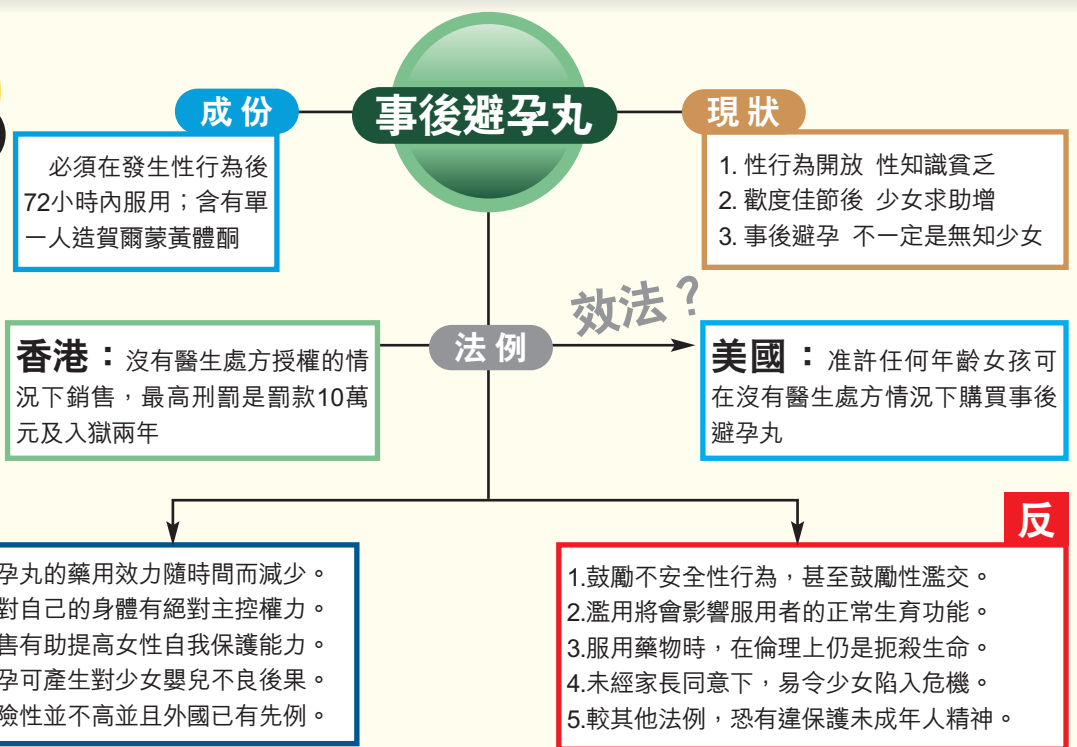 事後避孕丸
成份
必須在發生性行為後
72小時內服用；含有單
一人造賀爾蒙黃體酮
現狀
1. 性行為開放 性知識貧乏
2. 歡度佳節後 少女求助增
3. 事後避孕 不一定是無知少女
法例
效法？
香港：沒有醫生處方授權的情
況下銷售，最高刑罰是罰款10萬
元及入獄兩年
美國：准許任何年齡女孩可
在沒有醫生處方情況下購買事後
避孕丸
孕丸的藥用效力隨時間而減少。
對自己的身體有絕對主控權力。
售有助提高女性自我保護能力。
孕可產生對少女嬰兒不良後果。
險性並不高並且外國已有先例。
反
1.鼓勵不安全性行為，甚至鼓勵性濫交。
2.濫用將會影響服用者的正常生育功能。
3.服用藥物時，在倫理上仍是扼殺生命。
4.未經家長同意下，易令少女陷入危機。
5.較其他法例，恐有違保護未成年人精神。